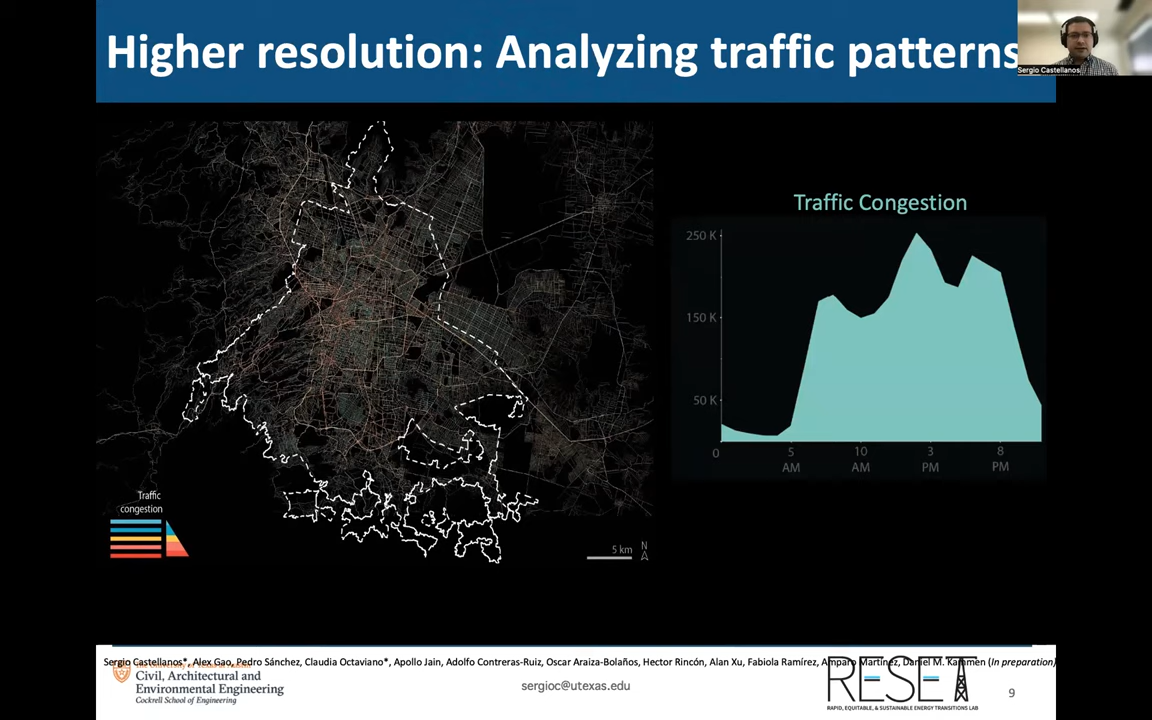 Higher resolution: Analyzing traffic patterns
Sergio Castellanos
Traffic
congestion
5 km
N
Traffic Congestion
250 K
150 K
50 K
0
5
AM
10
AM
3
PM
8
PM
Sergio Castellanos*, Alex Gao, Pedro Sánchez, Claudia Octaviano*, Apollo Jain, Adolfo Contreras-Ruiz, Oscar Araiza-Bolaños, Hector Rincón, Alan Xu, Fabiola Ramírez, Amparo Martínez, Daniel M. Kammen (In preparation)
Civil, Architectural and
Environmental Engineering
Cockrell School of Engineering
sergioc@utexas.edu
RESET
RAPID, EQUITABLE, & SUSTAINABLE ENERGY TRANSITIONS LAB
9